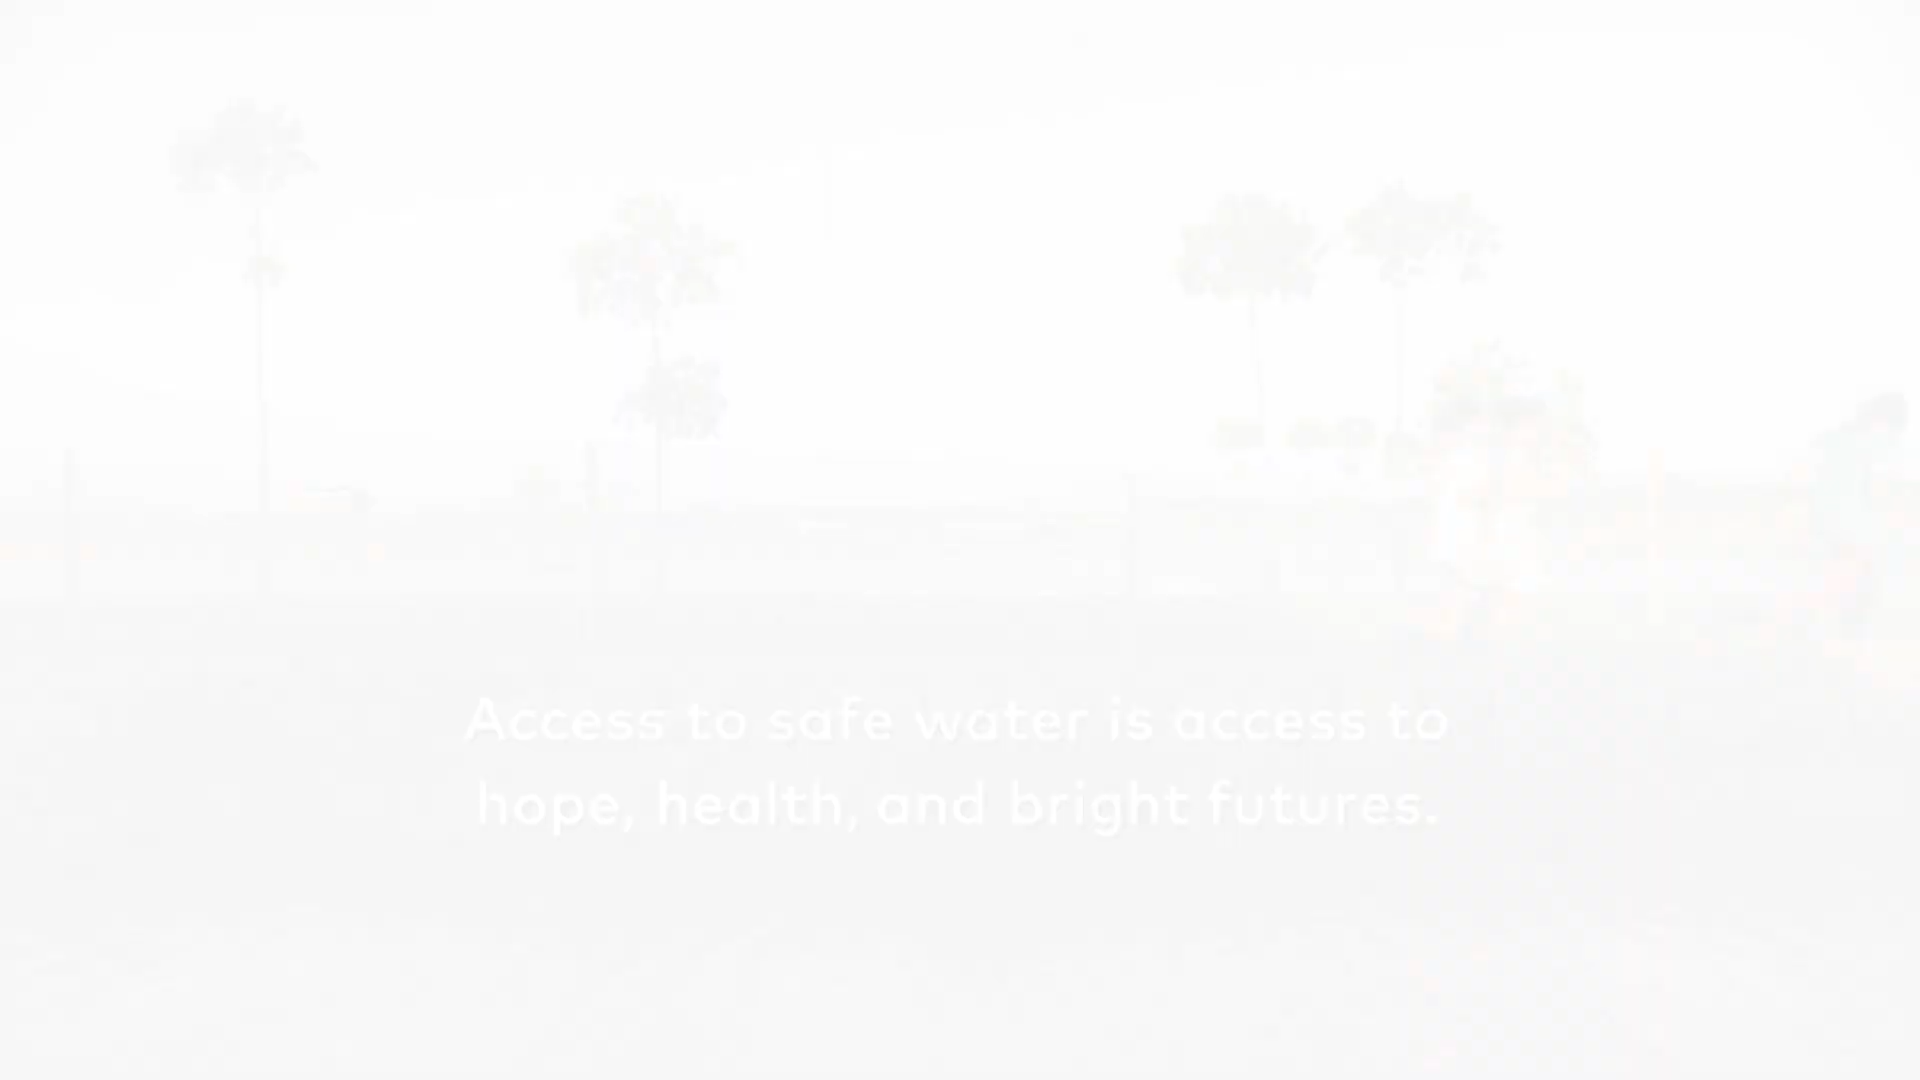 Access to safe water is access to
hope, health, and bright futures.